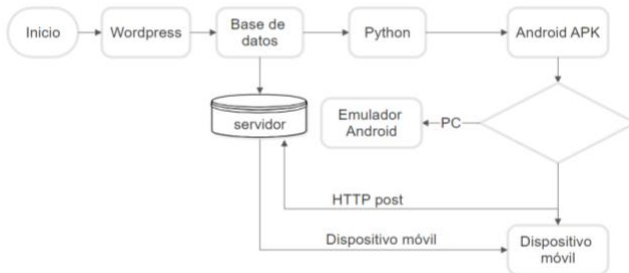 Inicio
Wordpress
Base de
datos
Python
Android APK
servidor
Emulador
Android
PC
HTTP post
Dispositivo móvil
Dispositivo
móvil